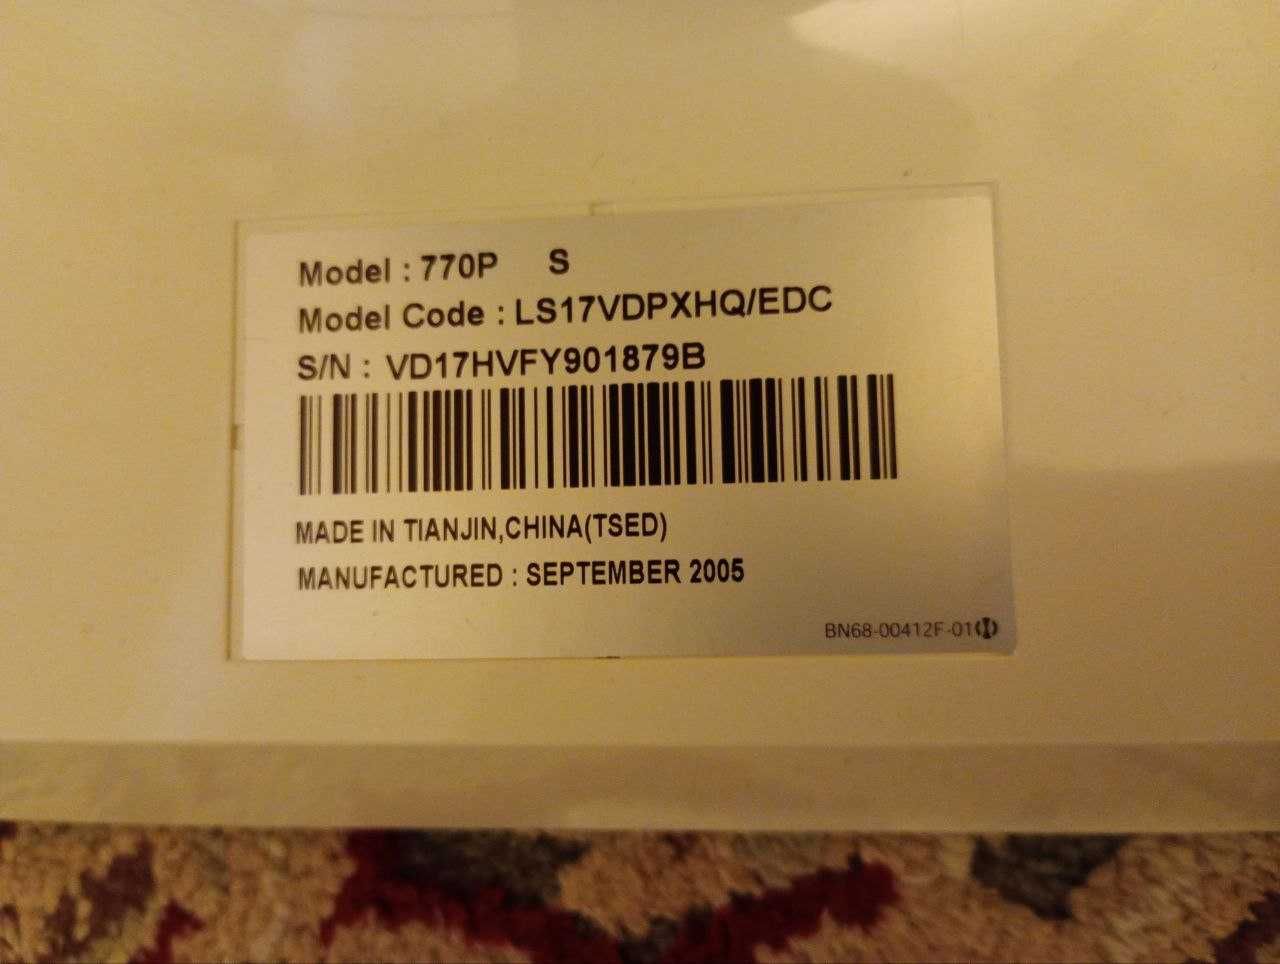 Model : 770P S
Model Code : LS17VDPXHQ/EDC
S/N : VD17HVFY901879B
MADE IN TIANJIN,CHINA(TSED)
MANUFACTURED : SEPTEMBER 2005
BN68-00412F-01